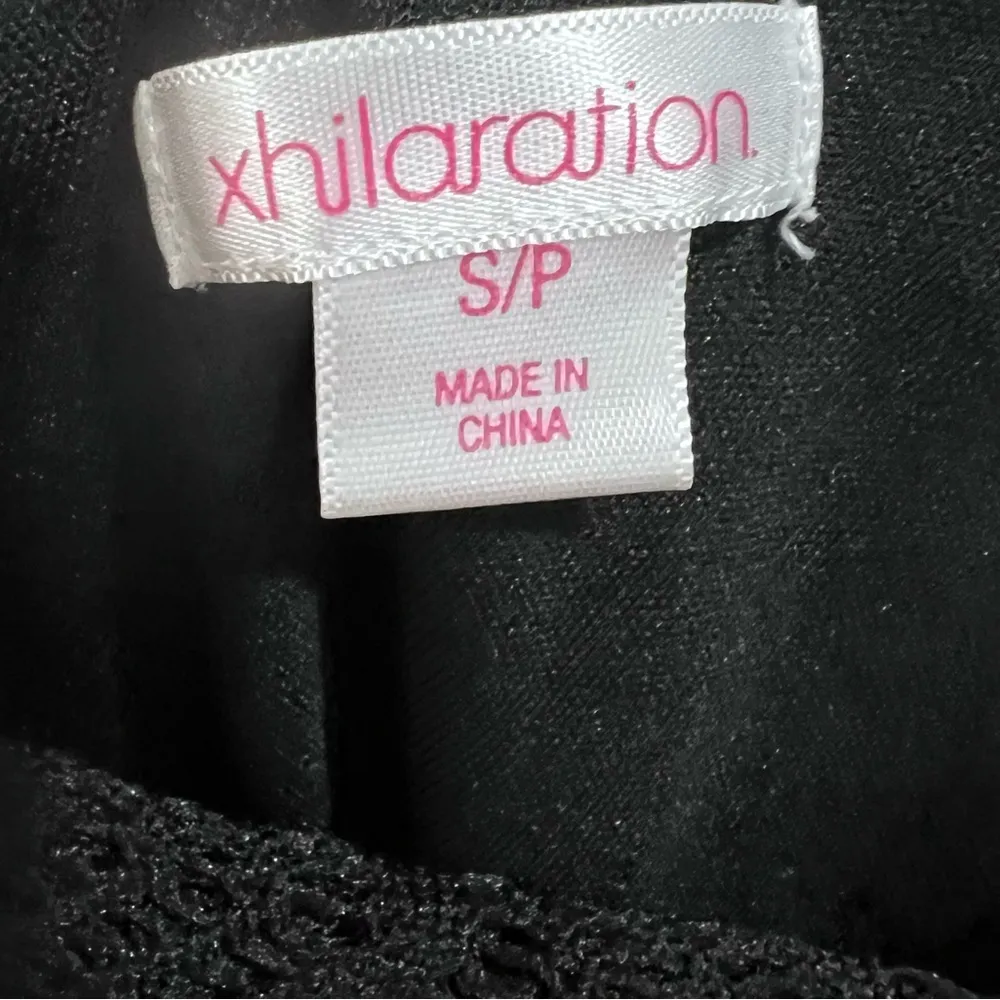 xhilaration.
S/P
MADE IN
CHINA